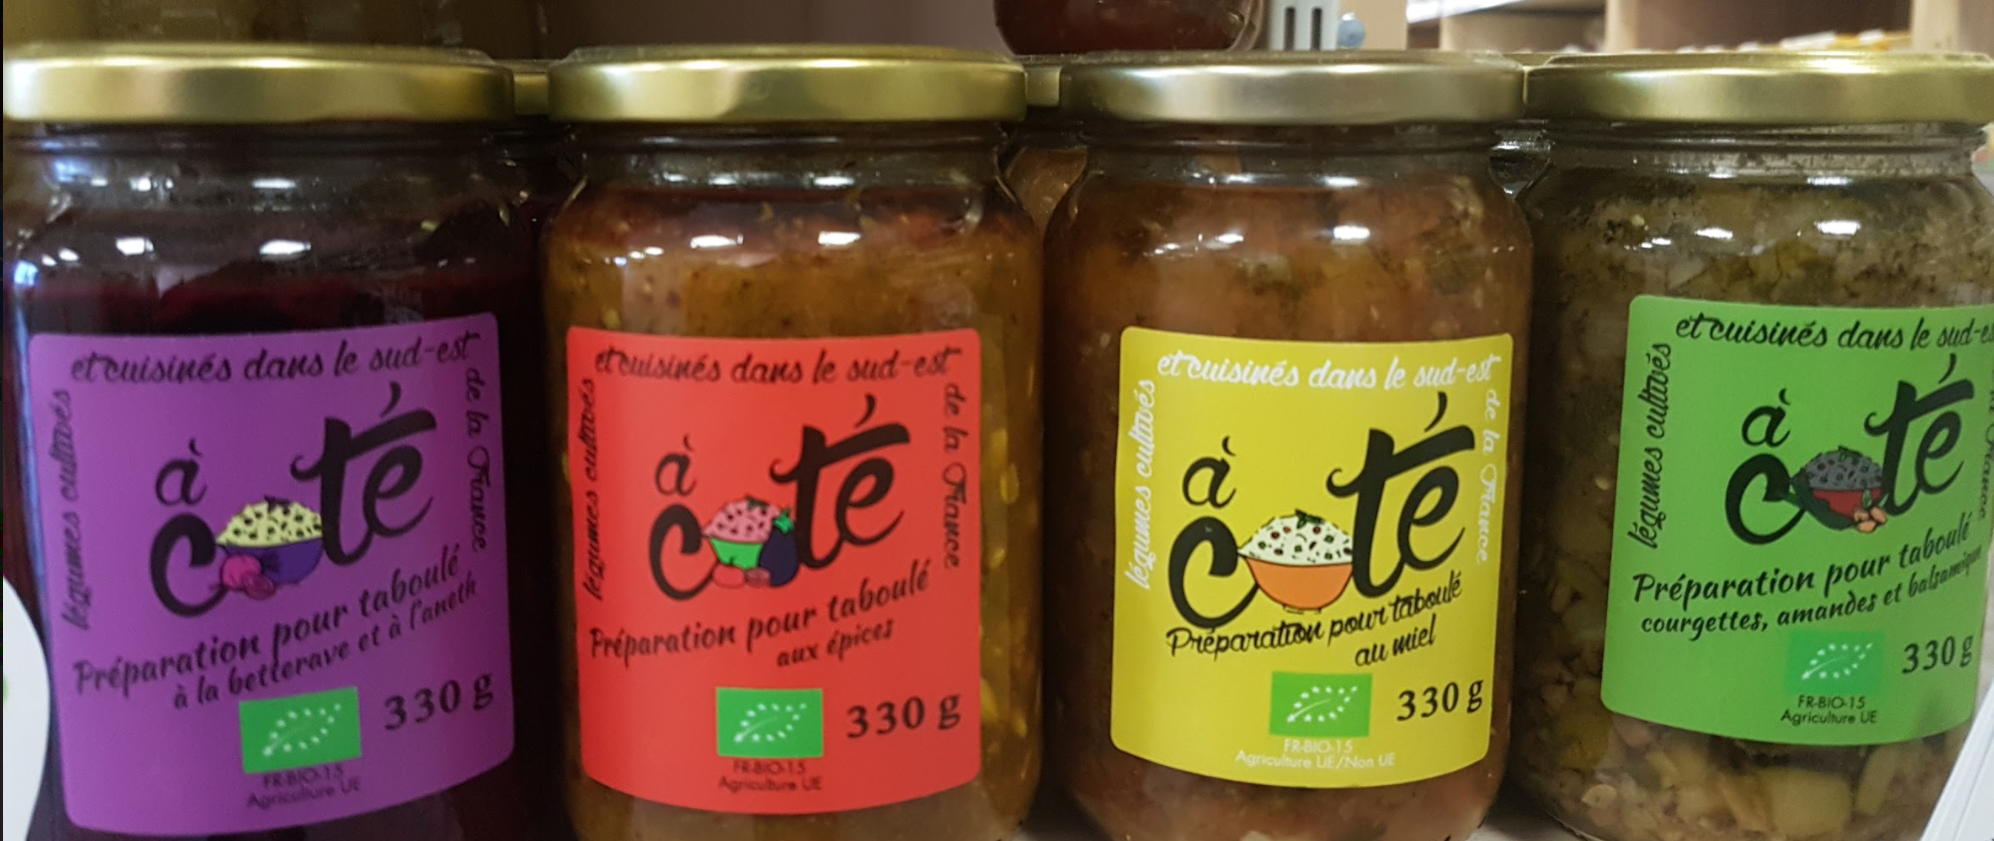 légumes cultivés
et cuisinés dans le sud-est
de la France
à
côté
Préparation pour taboulé
à la betterave et à l'aneth
330 g
FR-BIO-15
Agriculture UE
légumes cultivés
et cuisinés dans le sud-est
de la France
à
côté
Préparation pour taboulé
aux épices
330 g
FR-BIO-15
Agriculture UE
légumes cultivés
et cuisinés dans le sud-est
de la France
à
côté
Préparation pour taboulé
au miel
330 g
FR-BIO-15
Agriculture UE/Non UE
légumes cultivés
et cuisinés dans le sud-e
la France
à
côté
Préparation pour taboulé
courgettes, amandes et balsamique
330 g
FR-BIO-15
Agriculture UE